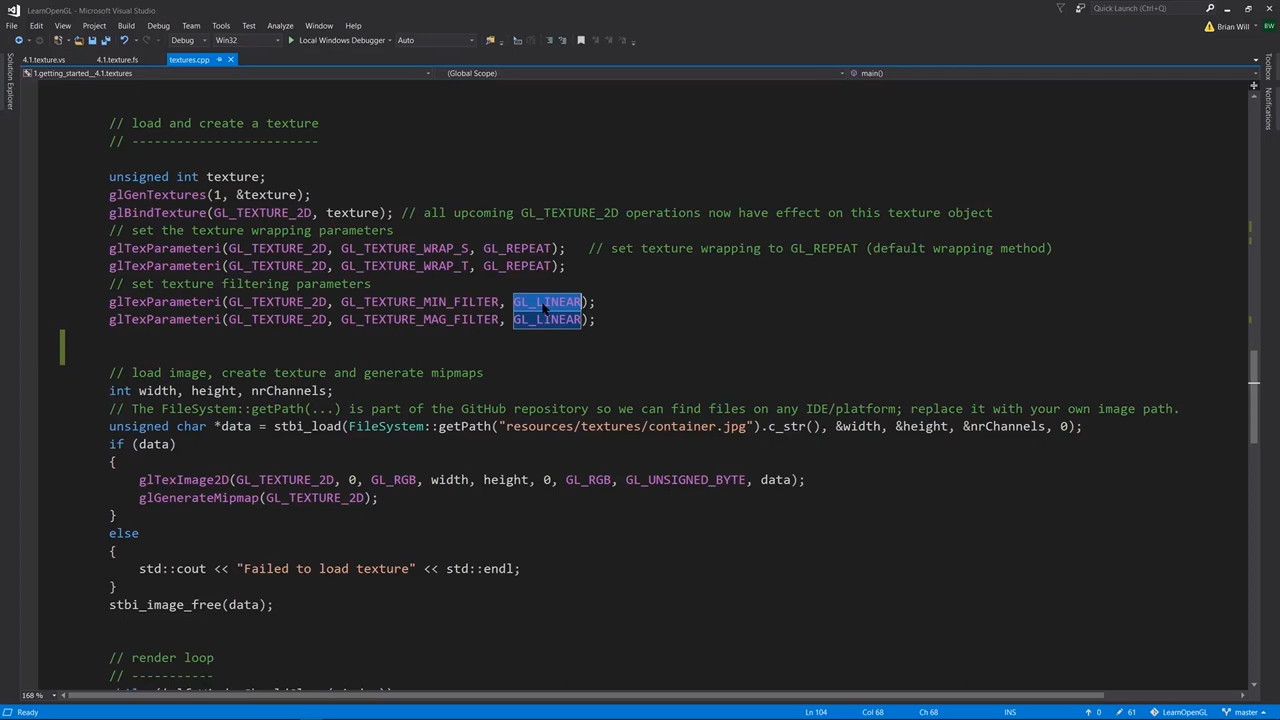 LearnOpenGL - Microsoft Visual Studio
Quick Launch (Ctrl+Q)
File Edit View Project Build Debug Team Tools Test Analyze Window Help
Brian Will BW
Debug Win32 Local Windows Debugger Auto
4.1.texture.vs 4.1.texture.fs textures.cpp
1.getting_started__4.1.textures (Global Scope) main()
Solution Explorer
Toolbox
Notifications
// load and create a texture
// -------------------------
unsigned int texture;
glGenTextures(1, &texture);
glBindTexture(GL_TEXTURE_2D, texture); // all upcoming GL_TEXTURE_2D operations now have effect on this texture object
// set the texture wrapping parameters
glTexParameteri(GL_TEXTURE_2D, GL_TEXTURE_WRAP_S, GL_REPEAT);   // set texture wrapping to GL_REPEAT (default wrapping method)
glTexParameteri(GL_TEXTURE_2D, GL_TEXTURE_WRAP_T, GL_REPEAT);
// set texture filtering parameters
glTexParameteri(GL_TEXTURE_2D, GL_TEXTURE_MIN_FILTER, GL_LINEAR);
glTexParameteri(GL_TEXTURE_2D, GL_TEXTURE_MAG_FILTER, GL_LINEAR);
// load image, create texture and generate mipmaps
int width, height, nrChannels;
// The FileSystem::getPath(...) is part of the GitHub repository so we can find files on any IDE/platform; replace it with your own image path.
unsigned char *data = stbi_load(FileSystem::getPath("resources/textures/container.jpg").c_str(), &width, &height, &nrChannels, 0);
if (data)
{
glTexImage2D(GL_TEXTURE_2D, 0, GL_RGB, width, height, 0, GL_RGB, GL_UNSIGNED_BYTE, data);
glGenerateMipmap(GL_TEXTURE_2D);
}
else
{
std::cout << "Failed to load texture" << std::endl;
}
stbi_image_free(data);
// render loop
// -----------
168 %
Ready Ln 104 Col 68 Ch 68 INS 0 61 LearnOpenGL master